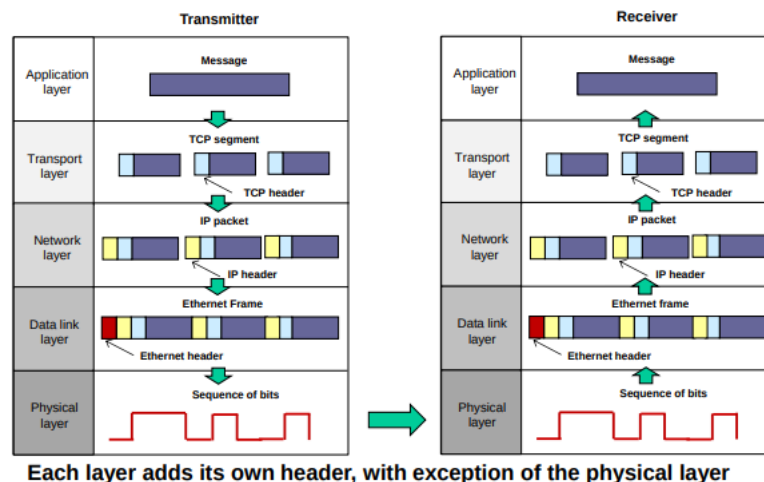 Transmitter
Application
layer
Message
Transport
layer
TCP segment
TCP header
Network
layer
IP packet
IP header
Data link
layer
Ethernet Frame
Ethernet header
Physical
layer
Sequence of bits
Receiver
Application
layer
Message
Transport
layer
TCP segment
TCP header
Network
layer
IP packet
IP header
Data link
layer
Ethernet frame
Ethernet header
Physical
layer
Sequence of bits
Each layer adds its own header, with exception of the physical layer